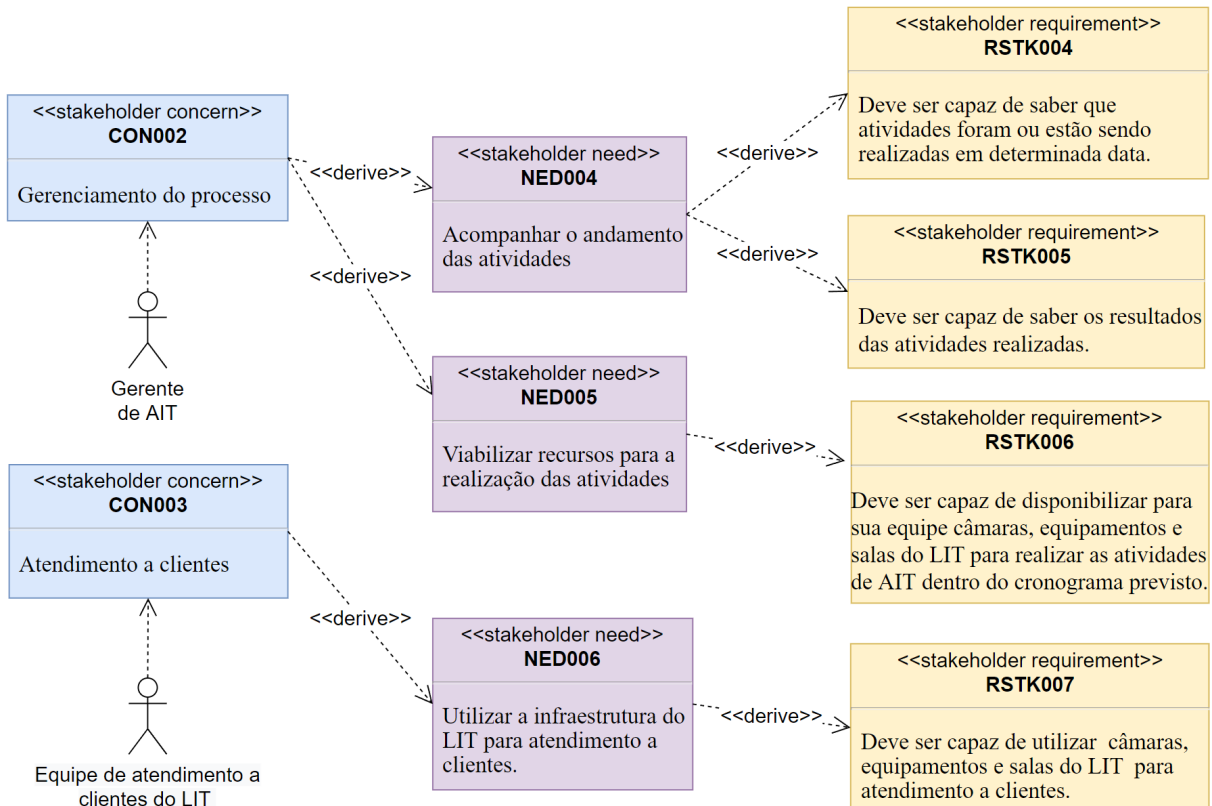 <<stakeholder concern>>
CON002
Gerenciamento do processo
Gerente
de AIT
<<stakeholder concern>>
CON003
Atendimento a clientes
Equipe de atendimento a
clientes do LIT
<<derive>>
<<derive>>
<<derive>>
<<stakeholder need>>
NED004
Acompanhar o andamento
das atividades
<<stakeholder need>>
NED005
Viabilizar recursos para a
realização das atividades
<<stakeholder need>>
NED006
Utilizar a infraestrutura do
LIT para atendimento a
clientes.
<<derive>>
<<derive>>
<<derive>>
<<derive>>
<<stakeholder requirement>>
RSTK004
Deve ser capaz de saber que
atividades foram ou estão sendo
realizadas em determinada data.
<<stakeholder requirement>>
RSTK005
Deve ser capaz de saber os resultados
das atividades realizadas.
<<stakeholder requirement>>
RSTK006
Deve ser capaz de disponibilizar para
sua equipe câmaras, equipamentos e
salas do LIT para realizar as atividades
de AIT dentro do cronograma previsto.
<<stakeholder requirement>>
RSTK007
Deve ser capaz de utilizar câmaras,
equipamentos e salas do LIT para
atendimento a clientes.